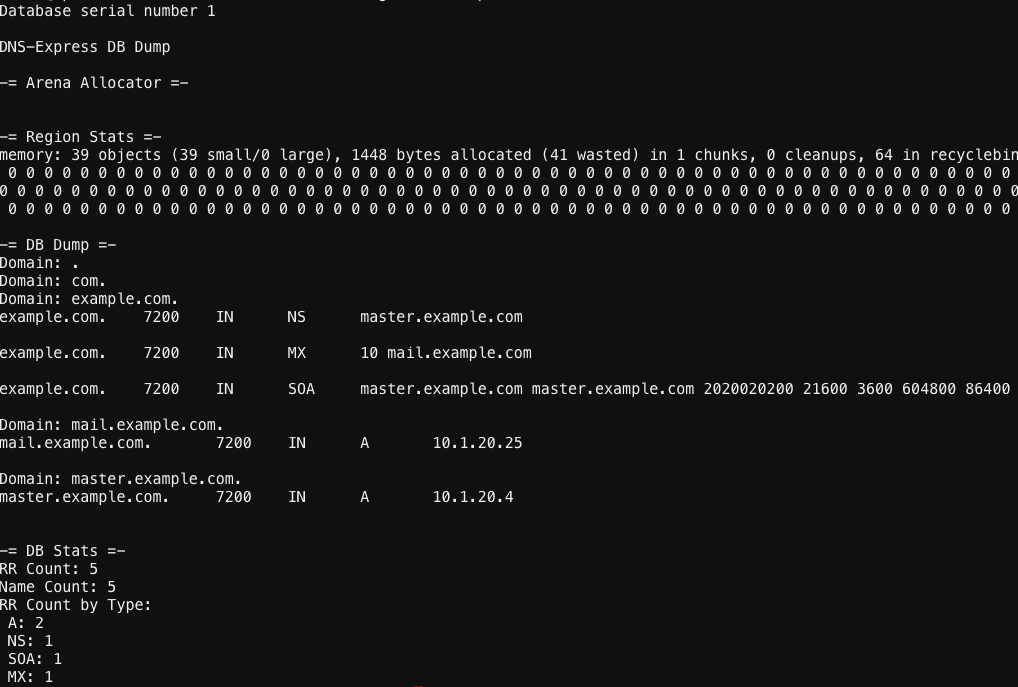 Database serial number 1
DNS-Express DB Dump
-= Arena Allocator =-
-= Region Stats =-
memory: 39 objects (39 small/0 large), 1448 bytes allocated (41 wasted) in 1 chunks, 0 cleanups, 64 in recyclebin
0 0 0 0 0 0 0 0 0 0 0 0 0 0 0 0 0 0 0 0 0 0 0 0 0 0 0 0 0 0 0 0 0 0 0 0 0 0 0 0 0 0 0 0 0 0 0 0 0 0 0 0 0 0 0 0
0 0 0 0 0 0 0 0 0 0 0 0 0 0 0 0 0 0 0 0 0 0 0 0 0 0 0 0 0 0 0 0 0 0 0 0 0 0 0 0 0 0 0 0 0 0 0 0 0 0 0 0 0 0 0 0 0
0 0 0 0 0 0 0 0 0 0 0 0 0 0 0 0 0 0 0 0 0 0 0 0 0 0 0 0 0 0 0 0 0 0 0 0 0 0 0 0 0 0 0 0 0 0 0 0 0 0 0 0 0 0 0 0
-= DB Dump =-
Domain: .
Domain: com.
Domain: example.com.
example.com. 7200 IN NS master.example.com
example.com. 7200 IN MX 10 mail.example.com
example.com. 7200 IN SOA master.example.com master.example.com 2020020200 21600 3600 604800 86400
Domain: mail.example.com.
mail.example.com. 7200 IN A 10.1.20.25
Domain: master.example.com.
master.example.com. 7200 IN A 10.1.20.4
-= DB Stats =-
RR Count: 5
Name Count: 5
RR Count by Type:
A: 2
NS: 1
SOA: 1
MX: 1